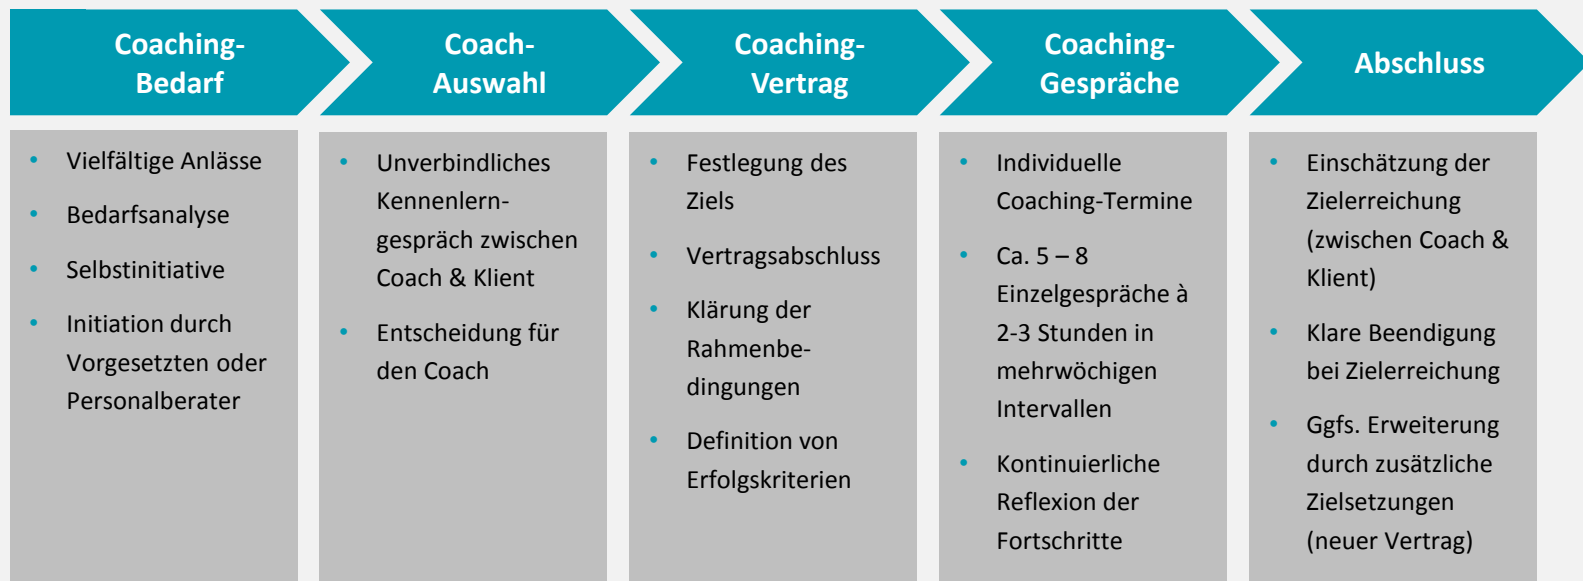 Coaching-
Bedarf
Coach-
Auswahl
Coaching-
Vertrag
Coaching-
Gespräche
Abschluss
• Vielfältige Anlässe
• Bedarfsanalyse
• Selbstinitiative
• Initiation durch
Vorgesetzten oder
Personalberater
• Unverbindliches
Kennenlern-
gespräch zwischen
Coach & Klient
• Entscheidung für
den Coach
• Festlegung des
Ziels
• Vertragsabschluss
• Klärung der
Rahmenbe-
dingungen
• Definition von
Erfolgskriterien
• Individuelle
Coaching-Termine
• Ca. 5 – 8
Einzelgespräche à
2-3 Stunden in
mehrwöchigen
Intervallen
• Kontinuierliche
Reflexion der
Fortschritte
• Einschätzung der
Zielerreichung
(zwischen Coach &
Klient)
• Klare Beendigung
bei Zielerreichung
• Ggfs. Erweiterung
durch zusätzliche
Zielsetzungen
(neuer Vertrag)